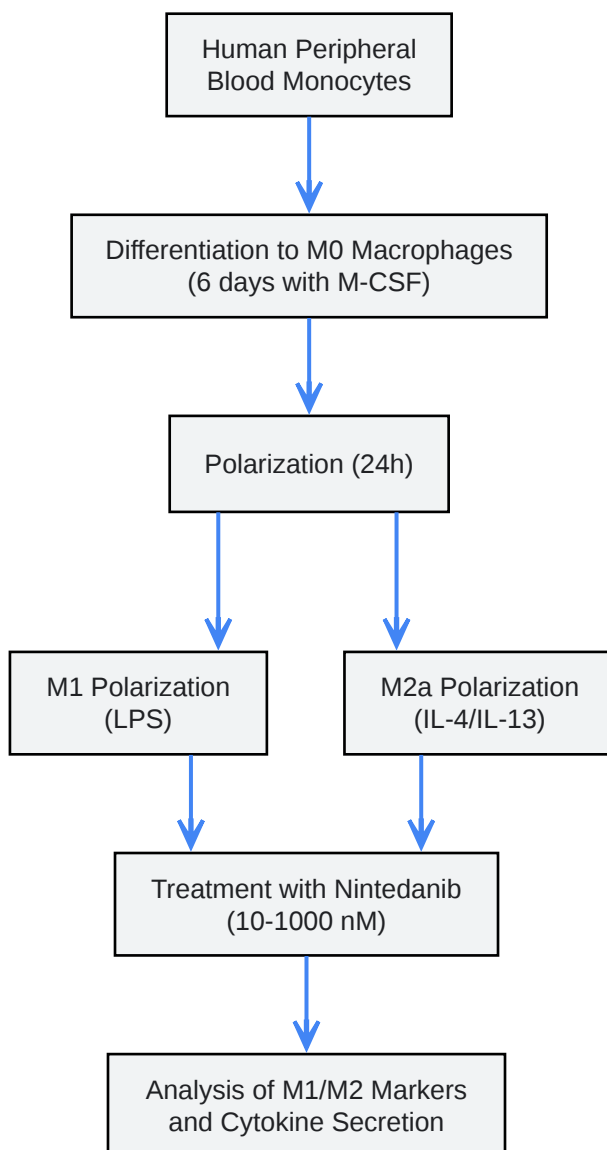 Human Peripheral
Blood Monocytes
Differentiation to M0 Macrophages
(6 days with M-CSF)
Polarization (24h)
M1 Polarization
(LPS)
M2a Polarization
(IL-4/IL-13)
Treatment with Nintedanib
(10-1000 nM)
Analysis of M1/M2 Markers
and Cytokine Secretion